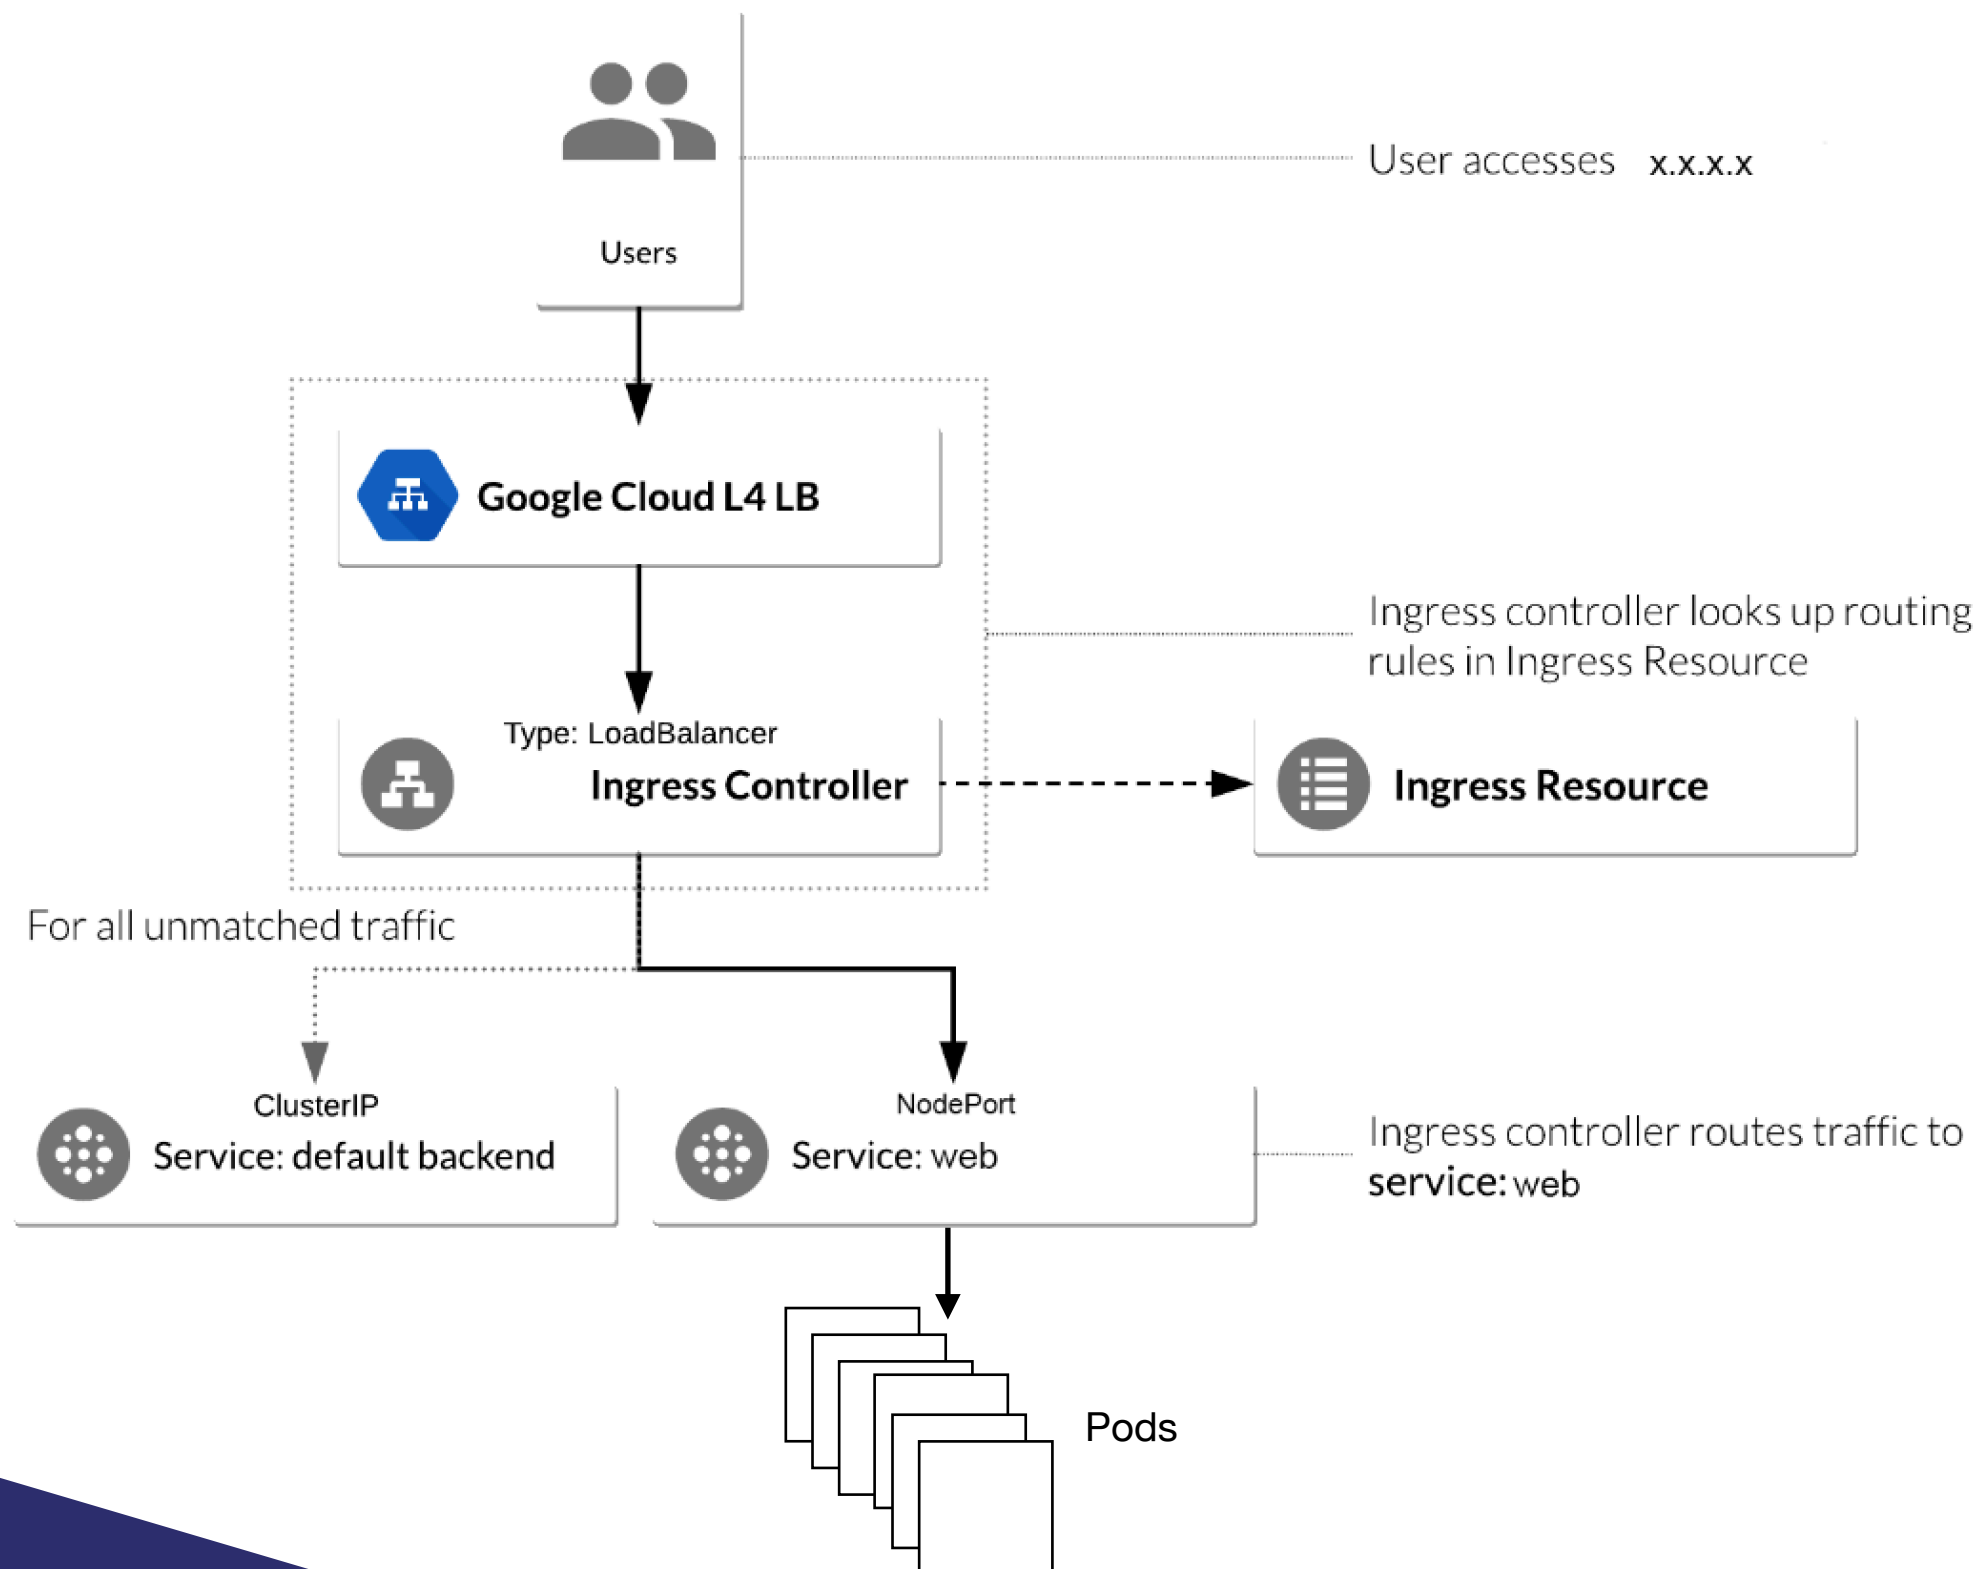 User accesses x.x.x.x
Users
Google Cloud L4 LB
Ingress controller looks up routing
rules in Ingress Resource
Type: LoadBalancer
Ingress Controller
Ingress Resource
For all unmatched traffic
ClusterIP
Service: default backend
NodePort
Service: web
Ingress controller routes traffic to
service: web
Pods